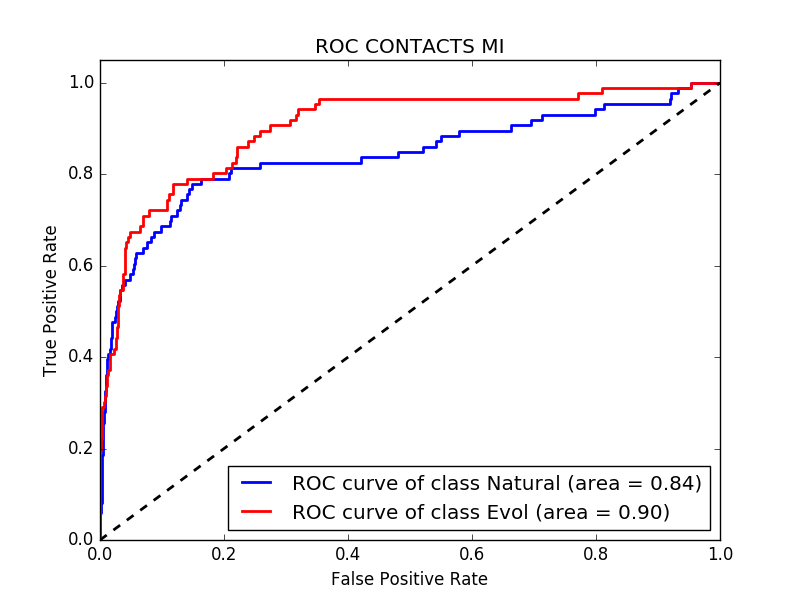 ROC CONTACTS MI
1.0
0.8
0.6
0.4
0.2
0.0
True Positive Rate
ROC curve of class Natural (area = 0.84)
ROC curve of class Evol (area = 0.90)
0.0 0.2 0.4 0.6 0.8 1.0
False Positive Rate